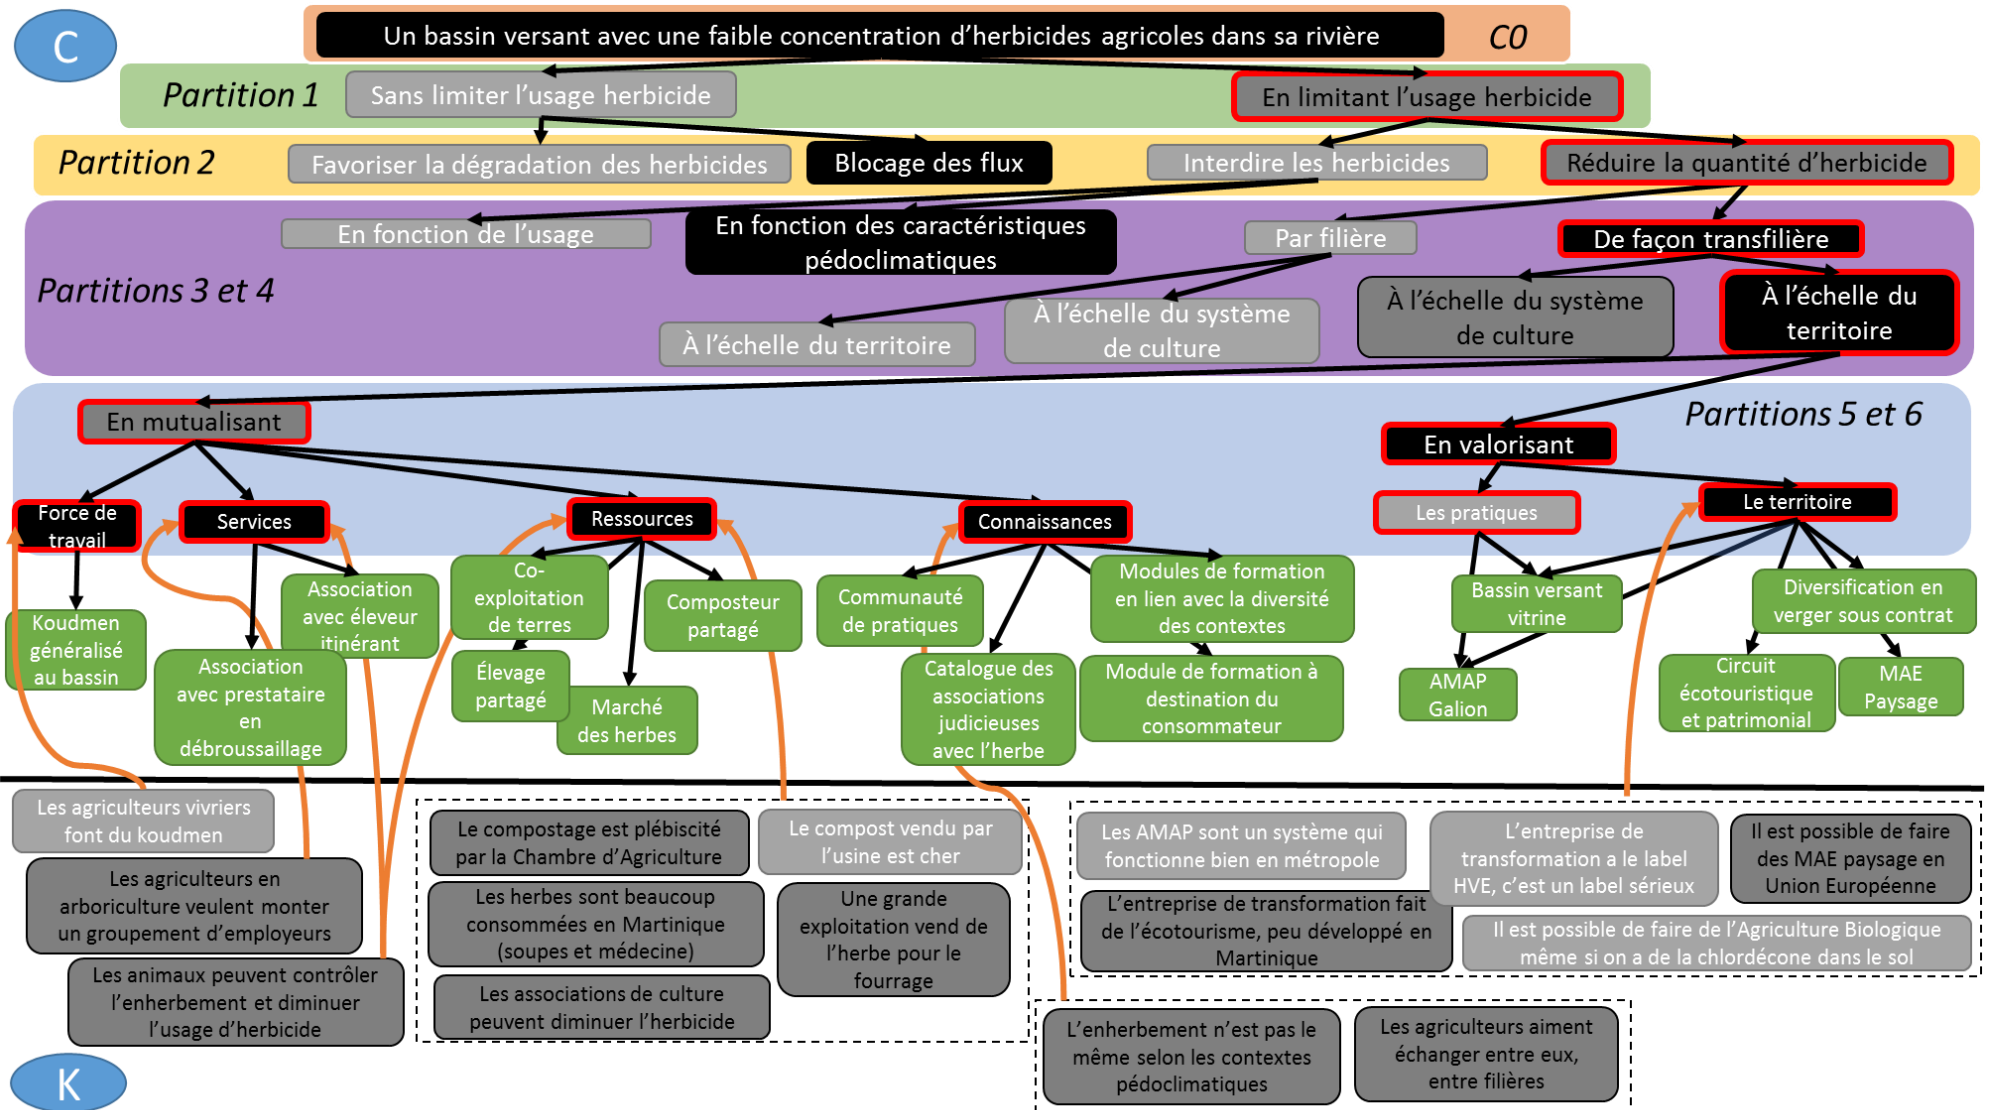 C
Un bassin versant avec une faible concentration d’herbicides agricoles dans sa rivière
C0
Partition 1
Sans limiter l’usage herbicide
En limitant l’usage herbicide
Partition 2
Favoriser la dégradation des herbicides
Blocage des flux
Interdire les herbicides
Réduire la quantité d’herbicide
Partitions 3 et 4
En fonction de l’usage
En fonction des caractéristiques
pédoclimatiques
Par filière
De façon transfilière
À l’échelle du territoire
À l’échelle du système
de culture
À l’échelle du système
de culture
À l’échelle du
territoire
Partitions 5 et 6
En mutualisant
En valorisant
Force de
travail
Services
Ressources
Connaissances
Les pratiques
Le territoire
Koudmen
généralisé
au bassin
Association
avec prestataire
en
débroussaillage
Association
avec éleveur
itinérant
Co-
exploitation
de terres
Élevage
partagé
Marché
des herbes
Composteur
partagé
Communauté
de pratiques
Catalogue des
associations
judicieuses
avec l’herbe
Modules de formation
en lien avec la diversité
des contextes
Module de formation à
destination du
consommateur
Bassin versant
vitrine
AMAP
Galion
Diversification en
verger sous contrat
Circuit
écotouristique
et patrimonial
MAE
Paysage
Les agriculteurs vivriers
font du koudmen
Les agriculteurs en
arboriculture veulent monter
un groupement d’employeurs
Les animaux peuvent contrôler
l’enherbement et diminuer
l’usage d’herbicide
Le compostage est plébiscité
par la Chambre d’Agriculture
Le compost vendu par
l’usine est cher
Les herbes sont beaucoup
consommées en Martinique
(soupes et médecine)
Une grande
exploitation vend de
l’herbe pour le
fourrage
Les associations de culture
peuvent diminuer l’herbicide
Les AMAP sont un système qui
fonctionne bien en métropole
L’entreprise de
transformation a le label
HVE, c’est un label sérieux
Il est possible de faire
des MAE paysage en
Union Européenne
L’entreprise de transformation fait
de l’écotourisme, peu développé en
Martinique
Il est possible de faire de l’Agriculture Biologique
même si on a de la chlordécone dans le sol
L’enherbement n’est pas le
même selon les contextes
pédoclimatiques
Les agriculteurs aiment
échanger entre eux,
entre filières
K